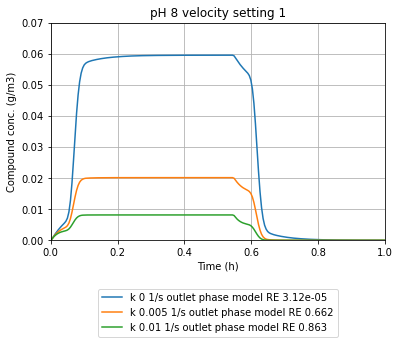 pH 8 velocity setting 1
0.07
0.06
0.05
0.04
0.03
0.02
0.01
0.00
Compound conc. (g/m3)
0.0 0.2 0.4 0.6 0.8 1.0
Time (h)
k 0 1/s outlet phase model RE 3.12e-05
k 0.005 1/s outlet phase model RE 0.662
k 0.01 1/s outlet phase model RE 0.863